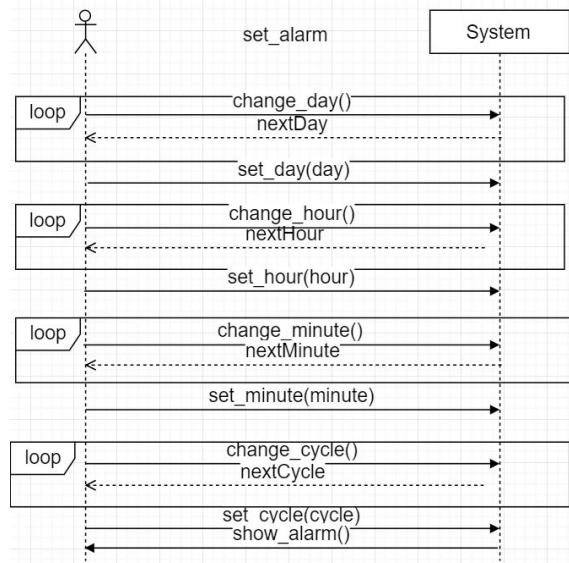 set_alarm
System
loop
change_day()
nextDay
set_day(day)
loop
change_hour()
nextHour
set_hour(hour)
loop
change_minute()
nextMinute
set_minute(minute)
loop
change_cycle()
nextCycle
set_cycle(cycle)
show_alarm()